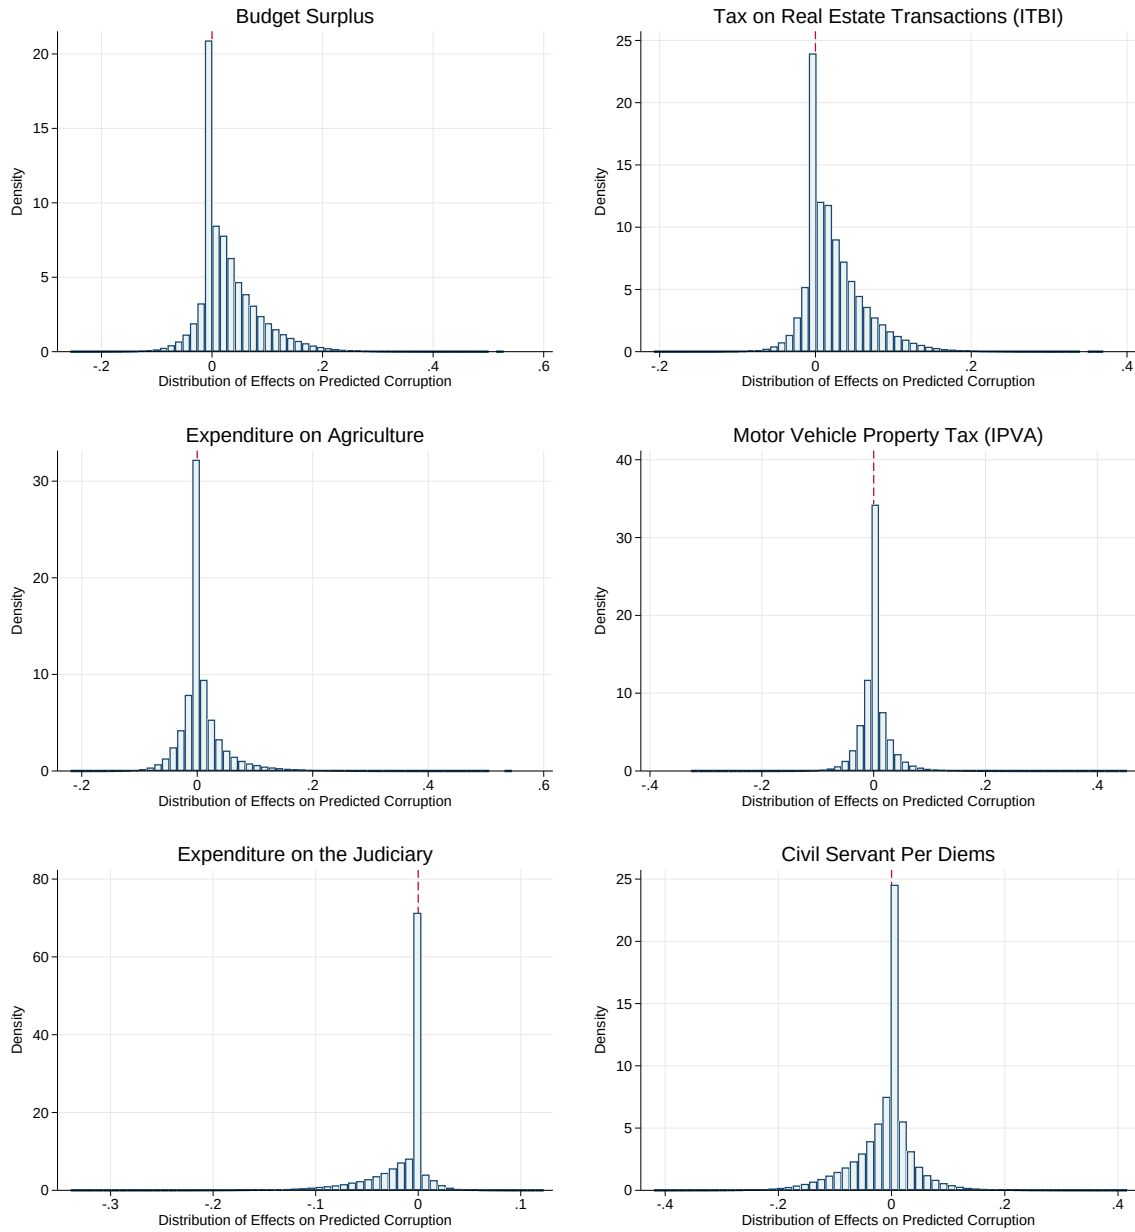 Budget Surplus
Density
20
15
10
5
0
-.2 0 .2 .4 .6
Distribution of Effects on Predicted Corruption
Tax on Real Estate Transactions (ITBI)
Density
25
20
15
10
5
0
-.2 0 .2 .4
Distribution of Effects on Predicted Corruption
Expenditure on Agriculture
Density
30
20
10
0
-.2 0 .2 .4 .6
Distribution of Effects on Predicted Corruption
Motor Vehicle Property Tax (IPVA)
Density
40
30
20
10
0
-.4 -.2 0 .2 .4
Distribution of Effects on Predicted Corruption
Expenditure on the Judiciary
Density
80
60
40
20
0
-.3 -.2 -.1 0 .1
Distribution of Effects on Predicted Corruption
Civil Servant Per Diems
Density
25
20
15
10
5
0
-.4 -.2 0 .2 .4
Distribution of Effects on Predicted Corruption